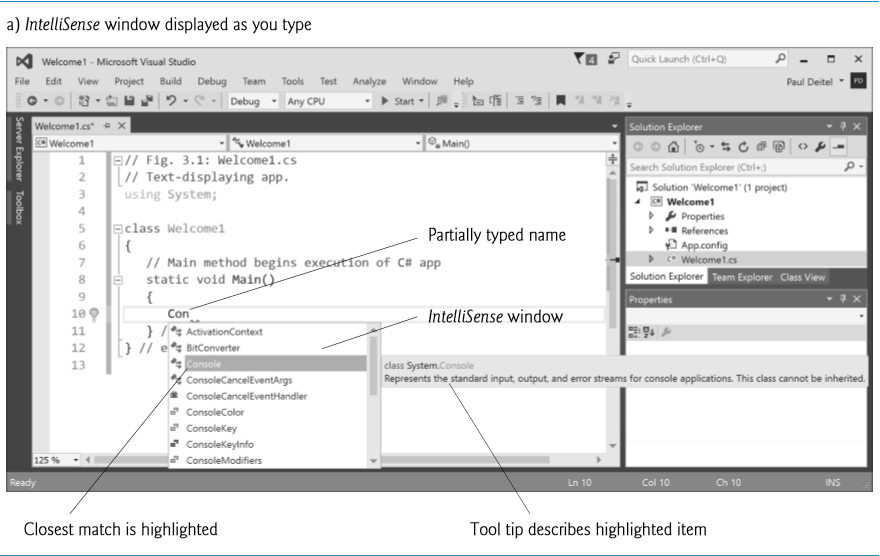 a) IntelliSense window displayed as you type
Welcome1 - Microsoft Visual Studio
4
Quick Launch (Ctrl+Q)
File Edit View Project Build Debug Team Tools Test Analyze Window Help
Paul Deitel
PD
Debug Any CPU Start
Server Explorer
Toolbox
Welcome1.cs*
C# Welcome1 Welcome1 Main()
1 // Fig. 3.1: Welcome1.cs
2 // Text-displaying app.
3 using System;
4
5 class Welcome1
6 {
7 // Main method begins execution of C# app
8 static void Main()
9 {
10 Con
11 } /
12 } // e
13
ActivationContext
BitConverter
Console
ConsoleCancelEventArgs
ConsoleCancelEventHandler
ConsoleColor
ConsoleKey
ConsoleKeyInfo
ConsoleModifiers
class System.Console
Represents the standard input, output, and error streams for console applications. This class cannot be inherited.
Partially typed name
IntelliSense window
Solution Explorer
Search Solution Explorer (Ctrl+;)
Solution 'Welcome1' (1 project)
C# Welcome1
Properties
References
App.config
C# Welcome1.cs
Solution Explorer Team Explorer Class View
Properties
125 %
Ready Ln 10 Col 10 Ch 10 INS
Closest match is highlighted
Tool tip describes highlighted item